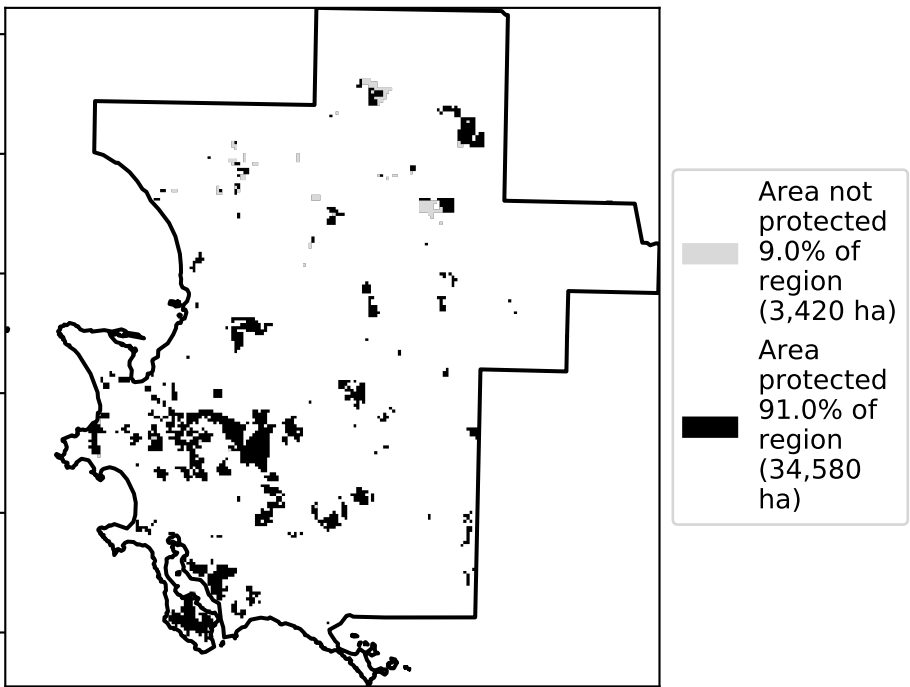 Area not
protected
9.0% of
region
(3,420 ha)
Area
protected
91.0% of
region
(34,580
ha)